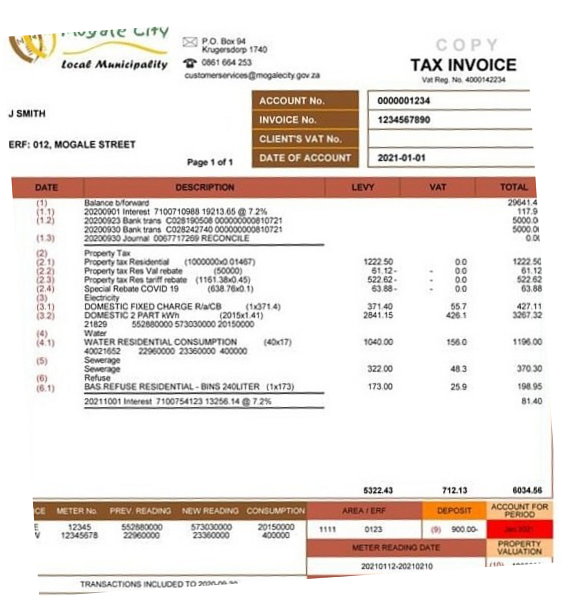 Mogale City
Local Municipality
P.O. Box 94
Krugersdorp 1740
0861 664 253
customerservices@mogalecity.gov.za
COPY
TAX INVOICE
Vat Reg. No. 4000142234
J SMITH
ERF: 012, MOGALE STREET
Page 1 of 1
ACCOUNT No. 0000001234
INVOICE No. 1234567890
CLIENT'S VAT No.
DATE OF ACCOUNT 2021-01-01
DATE DESCRIPTION LEVY VAT TOTAL
(1) Balance b/forward 29641.4
(1.1) 20200901 Interest 7100710988 19213.65 @ 7.2% 117.9
(1.2) 20200923 Bank trans C028190508 000000000810721 5000.0
20200930 Bank trans C028242740 000000000810721 5000.0
(1.3) 20200930 Journal 0067717269 RECONCILE 0.0
(2) Property Tax
(2.1) Property tax Residential (1000000x0.01467) 1222.50 0.0 1222.50
(2.2) Property tax Res Val rebate (50000) 61.12- - 0.0 61.12
(2.3) Property tax Res tariff rebate (1161.38x0.45) 522.62- - 0.0 522.62
(2.4) Special Rebate COVID 19 (638.76x0.1) 63.88- - 0.0 63.88
(3) Electricity
(3.1) DOMESTIC FIXED CHARGE R/a/CB (1x371.4) 371.40 55.7 427.11
(3.2) DOMESTIC 2 PART kWh (2015x1.41) 2841.15 426.1 3267.32
21829 552880000 573030000 20150000
(4) Water
(4.1) WATER RESIDENTIAL CONSUMPTION (40x17) 1040.00 156.0 1196.00
40021652 22960000 23360000 400000
(5) Sewerage
Sewerage 322.00 48.3 370.30
(6) Refuse
(6.1) BAS.REFUSE RESIDENTIAL - BINS 240LITER (1x173) 173.00 25.9 198.95
20211001 Interest 7100754123 13256.14 @ 7.2% 81.40
5322.43 712.13 6034.56
METER No. PREV. READING NEW READING CONSUMPTION AREA / ERF DEPOSIT ACCOUNT FOR PERIOD
E 12345 552880000 573030000 20150000 1111 0123 (9) 900.00- Jan 2021
W 12345678 22960000 23360000 400000
METER READING DATE PROPERTY VALUATION
20210112-20210210
TRANSACTIONS INCLUDED TO 2020-09-30